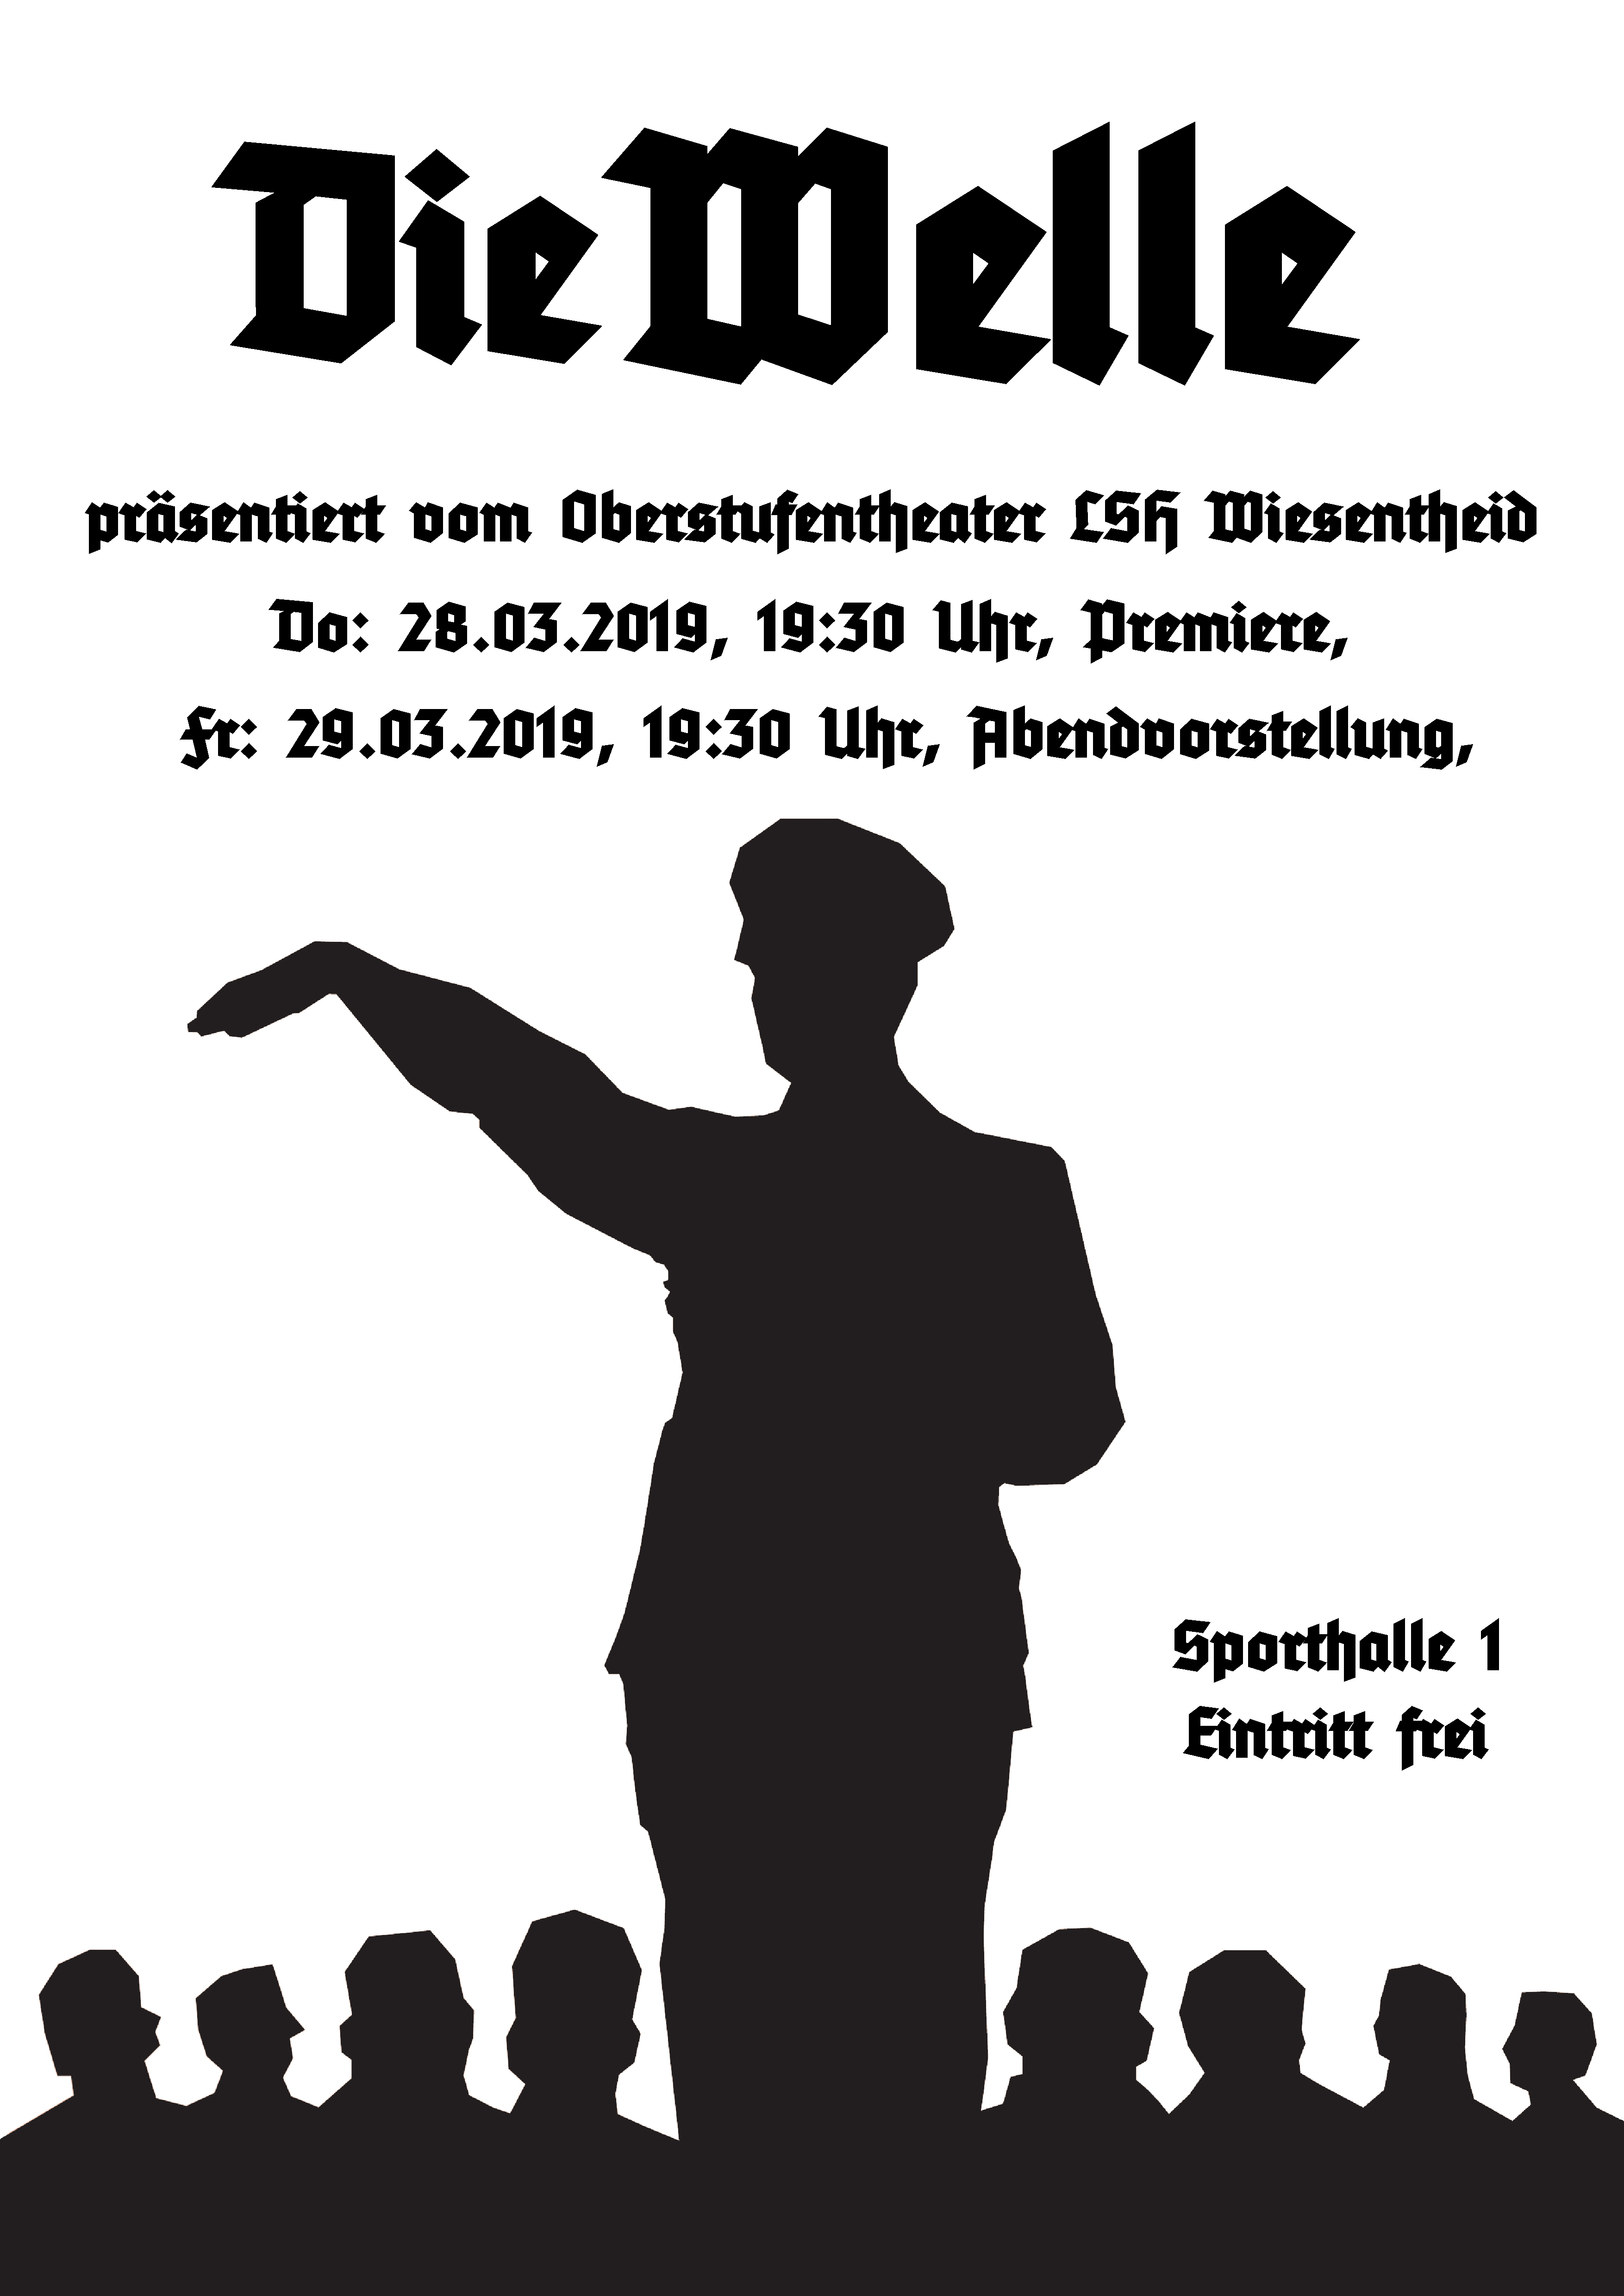 Die Welle
präsentiert vom Oberstufentheater LSH Wiesentheid
Do: 28.03.2019, 19:30 Uhr, Premiere,
Fr: 29.03.2019, 19:30 Uhr, Abendvorstellung,
Sporthalle 1
Eintritt frei